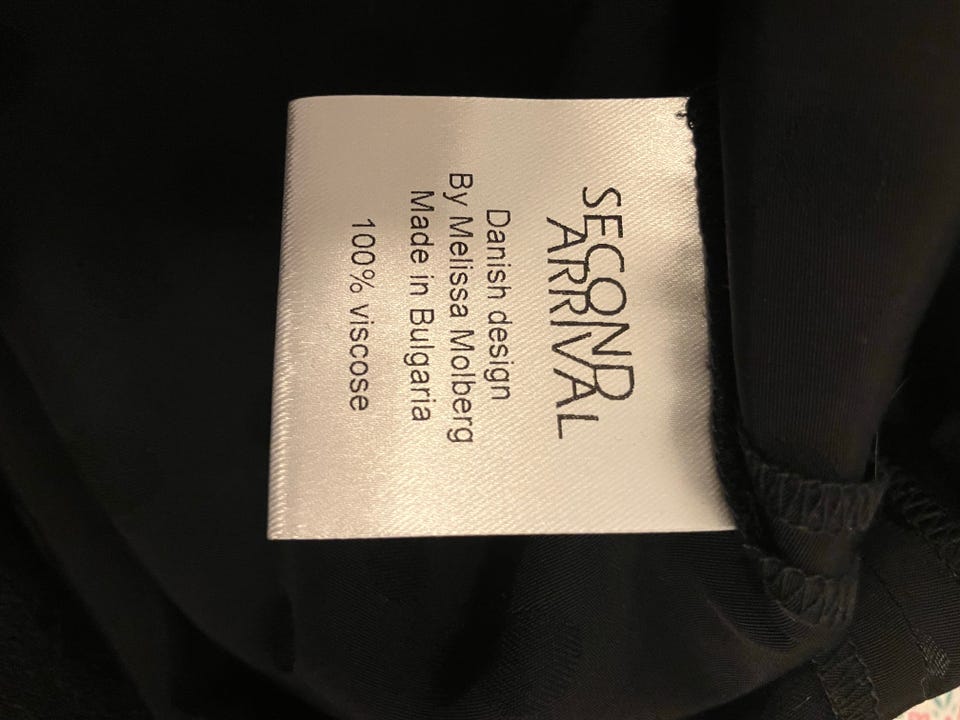 SECOND
ARRIVAL
Danish design
By Melissa Molberg
Made in Bulgaria
100% viscose